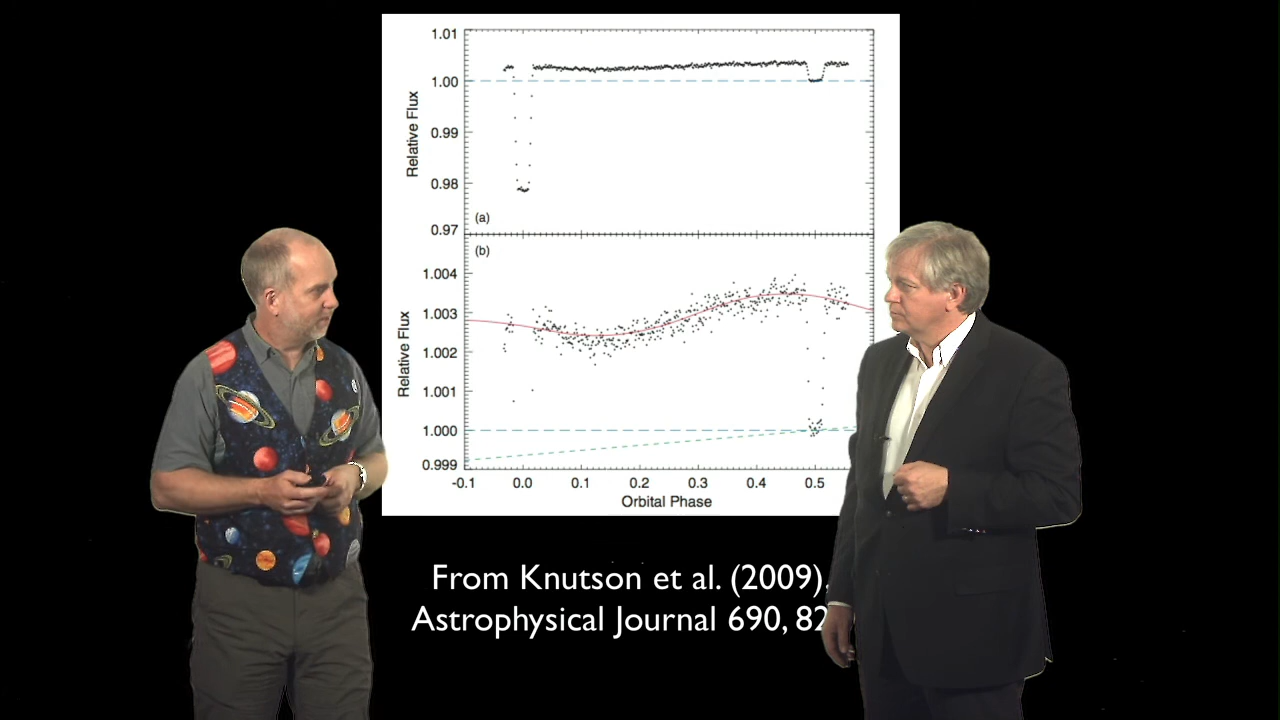 1.01
1.00
0.99
0.98
0.97
Relative Flux
(a)
(b)
1.004
1.003
1.002
1.001
1.000
0.999
Relative Flux
-0.1 0.0 0.1 0.2 0.3 0.4 0.5
Orbital Phase
From Knutson et al. (2009),
Astrophysical Journal 690, 82